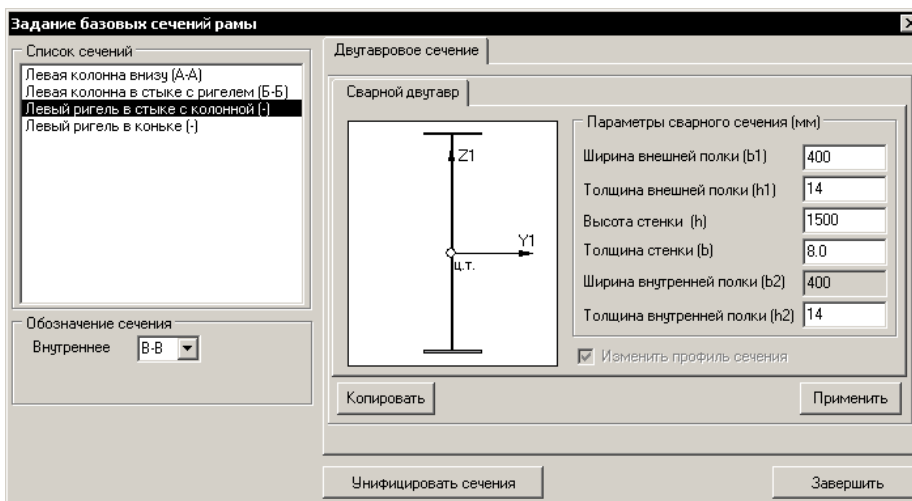 Задание базовых сечений рамы
Список сечений
Левая колонна внизу (А-А)
Левая колонна в стыке с ригелем (Б-Б)
Левый ригель в стыке с колонной (-)
Левый ригель в коньке (-)
Обозначение сечения
Внутреннее В-В
Двутавровое сечение
Сварной двутавр
Z1
Y1
ц.т.
Параметры сварного сечения (мм)
Ширина внешней полки (b1) 400
Толщина внешней полки (h1) 14
Высота стенки (h) 1500
Толщина стенки (b) 8.0
Ширина внутренней полки (b2) 400
Толщина внутренней полки (h2) 14
Изменить профиль сечения
Копировать
Применить
Унифицировать сечения
Завершить